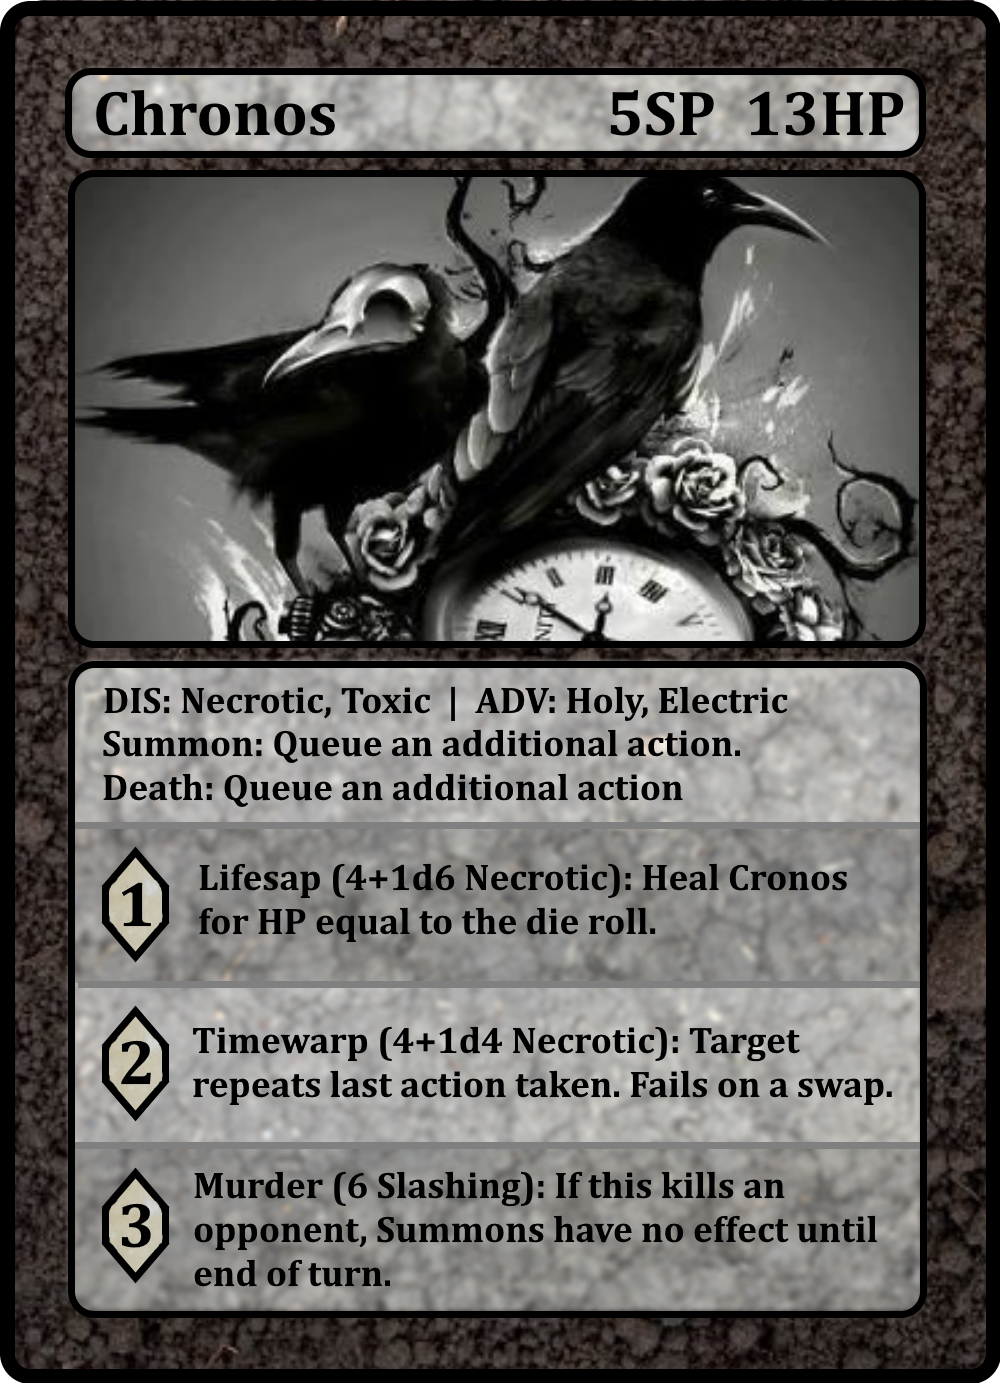 Chronos 5SP 13HP
DIS: Necrotic, Toxic | ADV: Holy, Electric
Summon: Queue an additional action.
Death: Queue an additional action
1
Lifesap (4+1d6 Necrotic): Heal Cronos
for HP equal to the die roll.
2
Timewarp (4+1d4 Necrotic): Target
repeats last action taken. Fails on a swap.
3
Murder (6 Slashing): If this kills an
opponent, Summons have no effect until
end of turn.